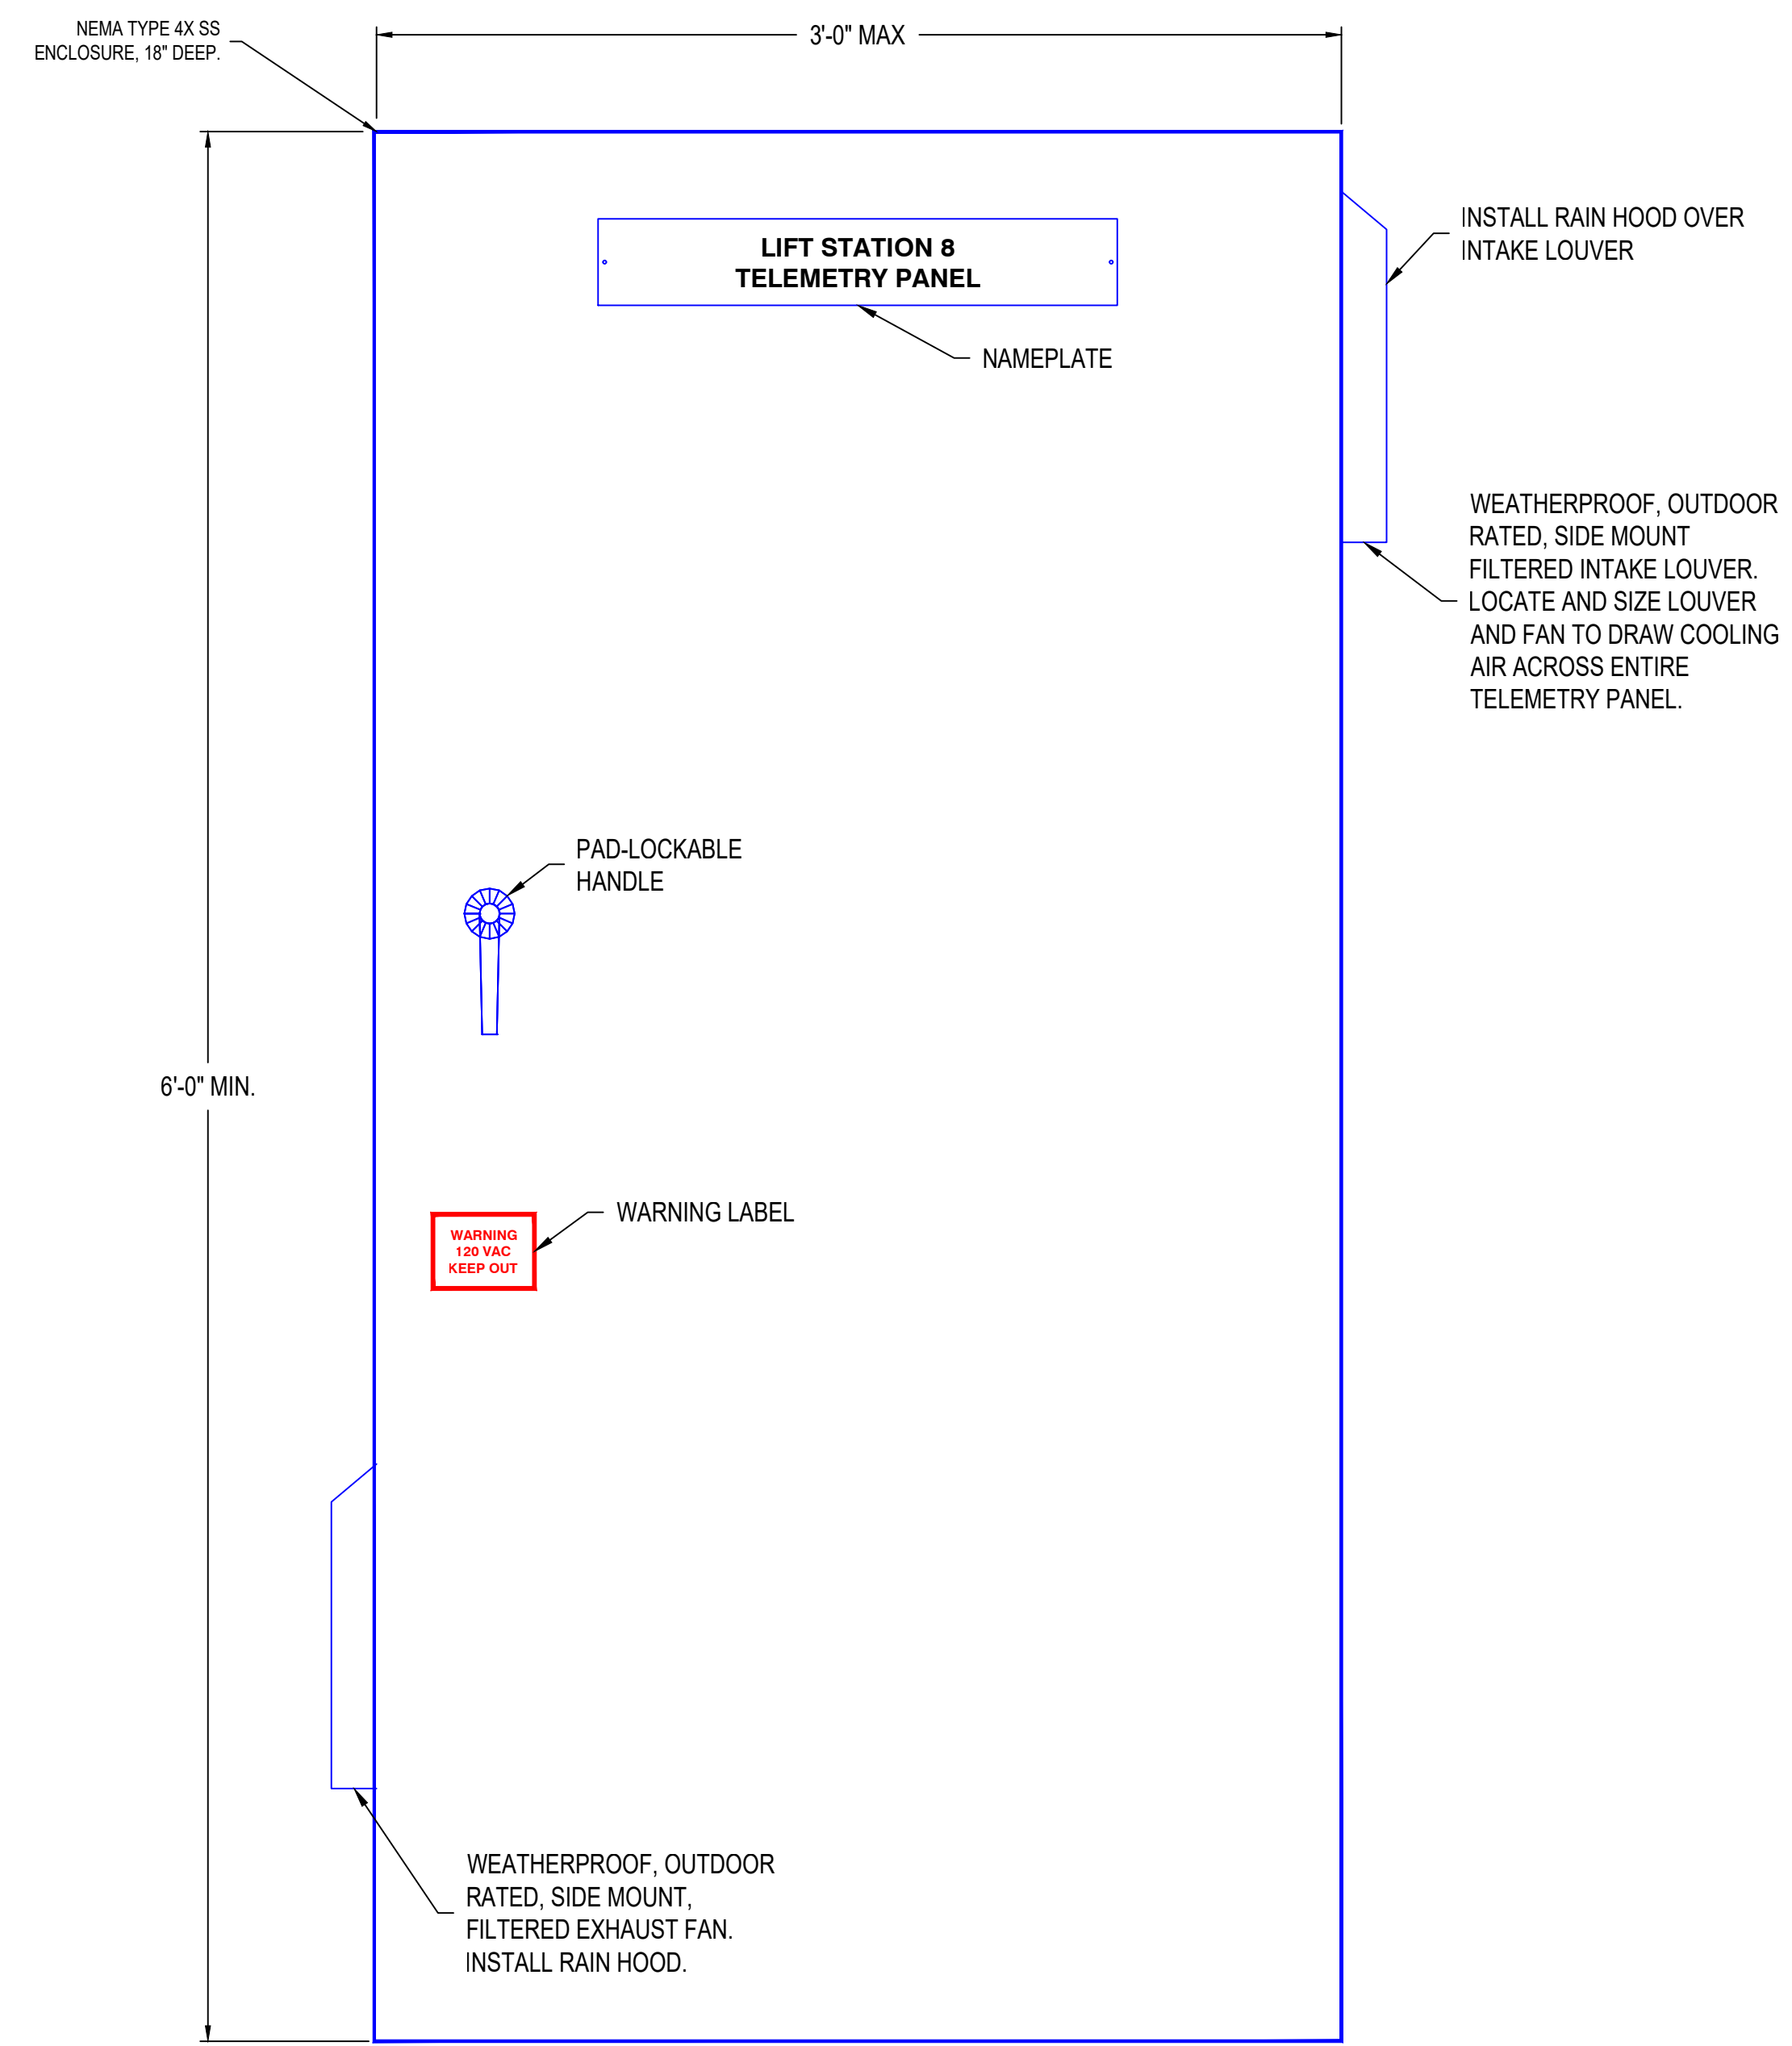 NEMA TYPE 4X SS
ENCLOSURE, 18" DEEP.
3'-0" MAX
LIFT STATION 8
TELEMETRY PANEL
NAMEPLATE
INSTALL RAIN HOOD OVER
INTAKE LOUVER
WEATHERPROOF, OUTDOOR
RATED, SIDE MOUNT
FILTERED INTAKE LOUVER.
LOCATE AND SIZE LOUVER
AND FAN TO DRAW COOLING
AIR ACROSS ENTIRE
TELEMETRY PANEL.
PAD-LOCKABLE
HANDLE
6'-0" MIN.
WARNING LABEL
WARNING
120 VAC
KEEP OUT
WEATHERPROOF, OUTDOOR
RATED, SIDE MOUNT,
FILTERED EXHAUST FAN.
INSTALL RAIN HOOD.